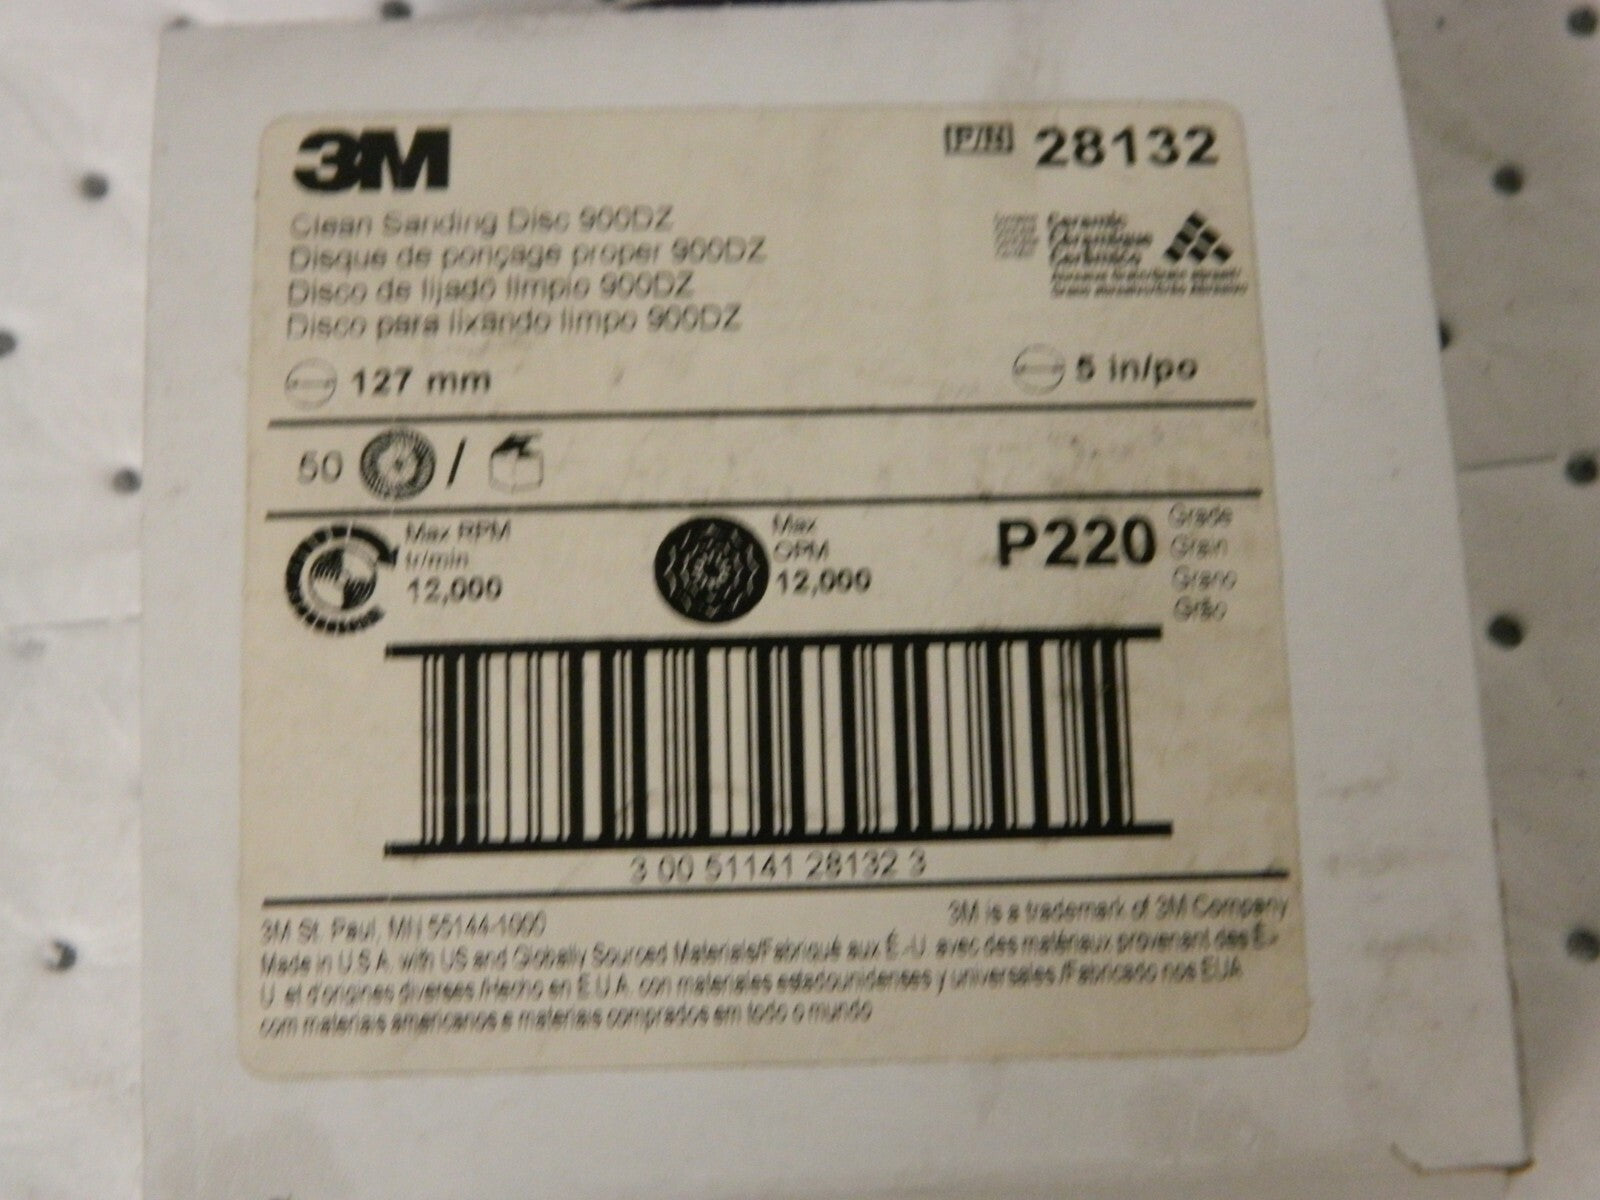 3M
P/N 28132
Clean Sanding Disc 900DZ
Disque de ponçage proper 900DZ
Disco de lijado limpio 900DZ
Disco para lixando limpo 900DZ
Ceramic
Céramique
Cerámico
127 mm
5 in/po
50 /
Max RPM
tr/min
12,000
Max
OPM
12,000
P220
Grade
Grain
Grano
Grão
3 00 51141 28132 3
3M St. Paul, MN 55144-1000
3M is a trademark of 3M Company
Made in U.S.A. with US and Globally Sourced Materials/Fabriqué aux É.-U. avec des matériaux provenant des É.-
U. et d'origines diverses /Hecho en E.U.A. con materiales estadounidenses y universales /Fabricado nos EUA
com materiais americanos e materiais comprados em todo o mundo